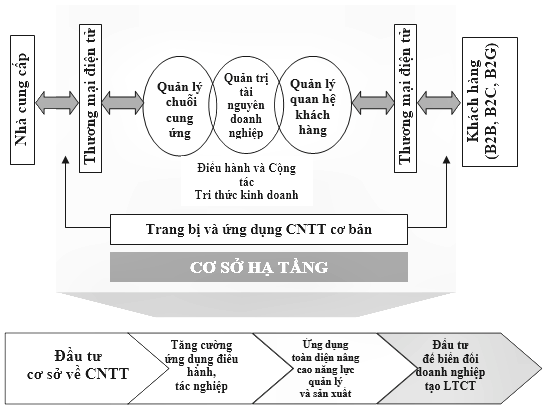 Nhà cung cấp
Thương mại điện tử
Quản lý
chuỗi
cung
ứng
Quản trị
tài
nguyên
doanh
nghiệp
Quản lý
quan hệ
khách
hàng
Thương mại điện tử
Khách hàng
(B2B, B2C, B2G)
Điều hành và Cộng
tác
Tri thức kinh doanh
Trang bị và ứng dụng CNTT cơ bản
CƠ SỞ HẠ TẦNG
Đầu tư
cơ sở về CNTT
Tăng cường
ứng dụng điều
hành,
tác nghiệp
Ứng dụng
toàn diện nâng
cao năng lực
quản lý
và sản xuất
Đầu tư
để biến đổi
doanh nghiệp
tạo LTCT